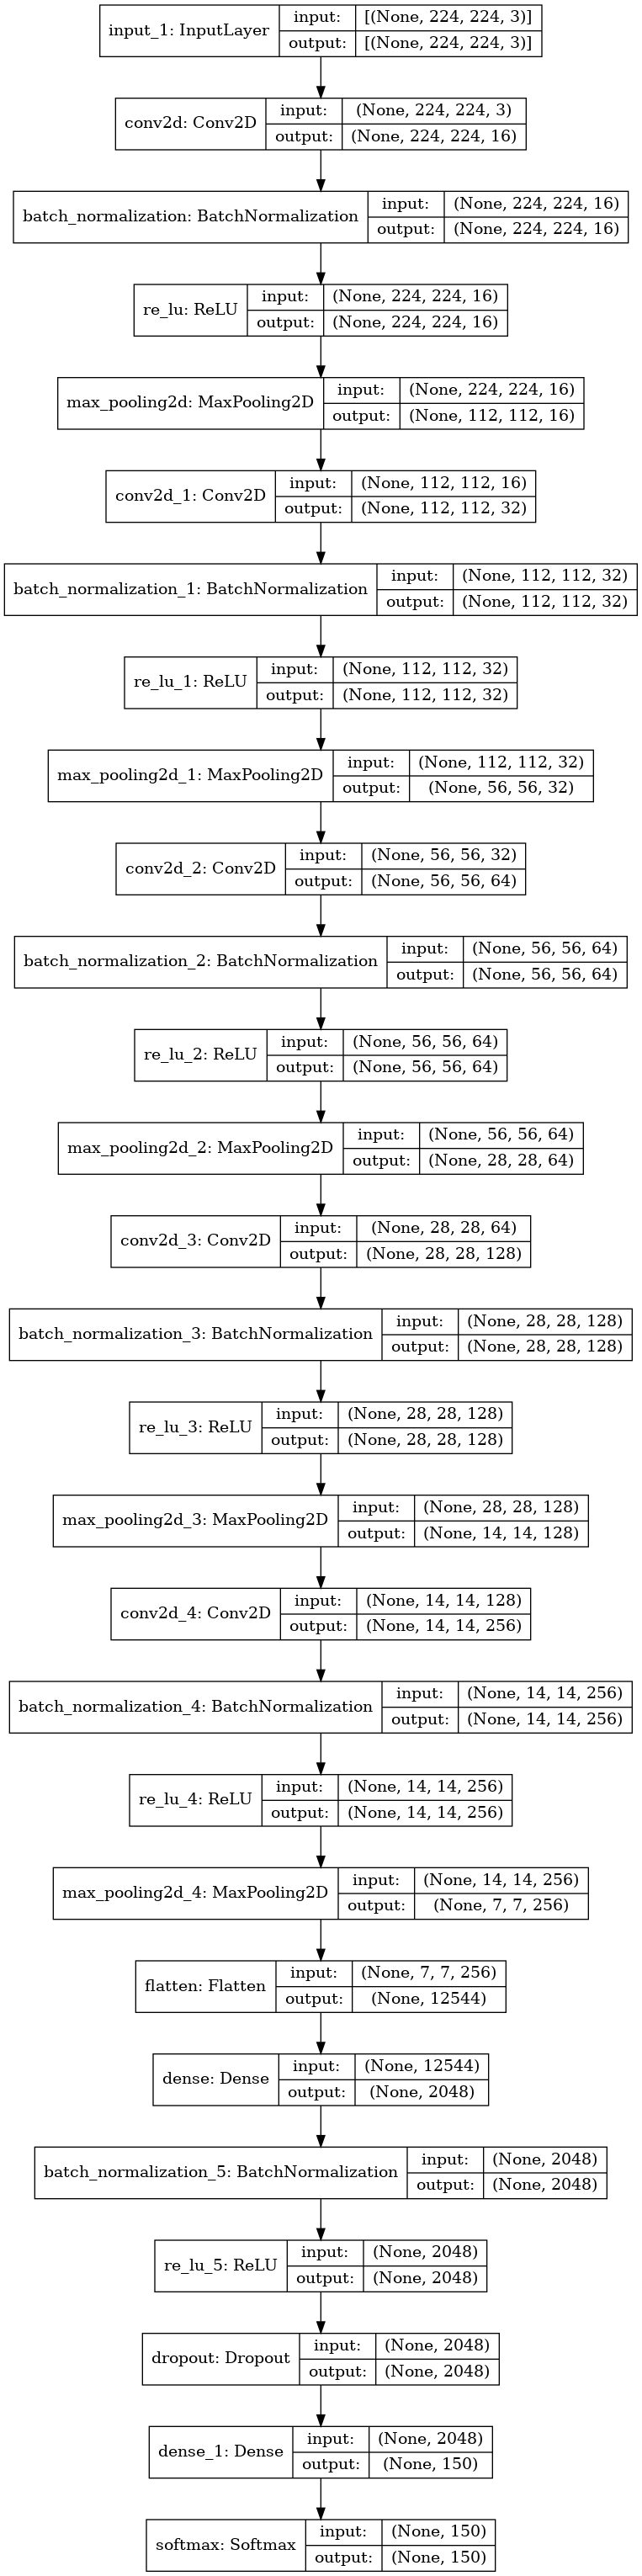 input_1: InputLayer
input:
[(None, 224, 224, 3)]
output:
[(None, 224, 224, 3)]
conv2d: Conv2D
input:
(None, 224, 224, 3)
output:
(None, 224, 224, 16)
batch_normalization: BatchNormalization
input:
(None, 224, 224, 16)
output:
(None, 224, 224, 16)
re_lu: ReLU
input:
(None, 224, 224, 16)
output:
(None, 224, 224, 16)
max_pooling2d: MaxPooling2D
input:
(None, 224, 224, 16)
output:
(None, 112, 112, 16)
conv2d_1: Conv2D
input:
(None, 112, 112, 16)
output:
(None, 112, 112, 32)
batch_normalization_1: BatchNormalization
input:
(None, 112, 112, 32)
output:
(None, 112, 112, 32)
re_lu_1: ReLU
input:
(None, 112, 112, 32)
output:
(None, 112, 112, 32)
max_pooling2d_1: MaxPooling2D
input:
(None, 112, 112, 32)
output:
(None, 56, 56, 32)
conv2d_2: Conv2D
input:
(None, 56, 56, 32)
output:
(None, 56, 56, 64)
batch_normalization_2: BatchNormalization
input:
(None, 56, 56, 64)
output:
(None, 56, 56, 64)
re_lu_2: ReLU
input:
(None, 56, 56, 64)
output:
(None, 56, 56, 64)
max_pooling2d_2: MaxPooling2D
input:
(None, 56, 56, 64)
output:
(None, 28, 28, 64)
conv2d_3: Conv2D
input:
(None, 28, 28, 64)
output:
(None, 28, 28, 128)
batch_normalization_3: BatchNormalization
input:
(None, 28, 28, 128)
output:
(None, 28, 28, 128)
re_lu_3: ReLU
input:
(None, 28, 28, 128)
output:
(None, 28, 28, 128)
max_pooling2d_3: MaxPooling2D
input:
(None, 28, 28, 128)
output:
(None, 14, 14, 128)
conv2d_4: Conv2D
input:
(None, 14, 14, 128)
output:
(None, 14, 14, 256)
batch_normalization_4: BatchNormalization
input:
(None, 14, 14, 256)
output:
(None, 14, 14, 256)
re_lu_4: ReLU
input:
(None, 14, 14, 256)
output:
(None, 14, 14, 256)
max_pooling2d_4: MaxPooling2D
input:
(None, 14, 14, 256)
output:
(None, 7, 7, 256)
flatten: Flatten
input:
(None, 7, 7, 256)
output:
(None, 12544)
dense: Dense
input:
(None, 12544)
output:
(None, 2048)
batch_normalization_5: BatchNormalization
input:
(None, 2048)
output:
(None, 2048)
re_lu_5: ReLU
input:
(None, 2048)
output:
(None, 2048)
dropout: Dropout
input:
(None, 2048)
output:
(None, 2048)
dense_1: Dense
input:
(None, 2048)
output:
(None, 150)
softmax: Softmax
input:
(None, 150)
output:
(None, 150)